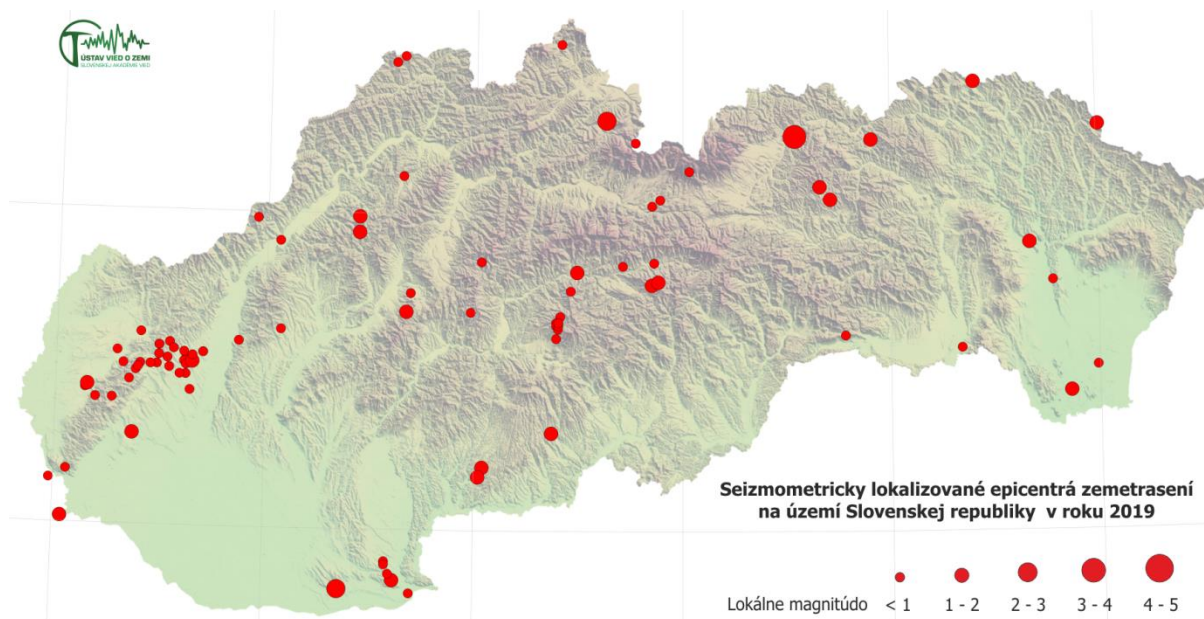 ÚSTAV VIED O ZEMI
SLOVENSKEJ AKADÉMIE VIED
Seizmometricky lokalizované epicentrá zemetrasení
na území Slovenskej republiky v roku 2019
Lokálne magnitúdo < 1 1 - 2 2 - 3 3 - 4 4 - 5